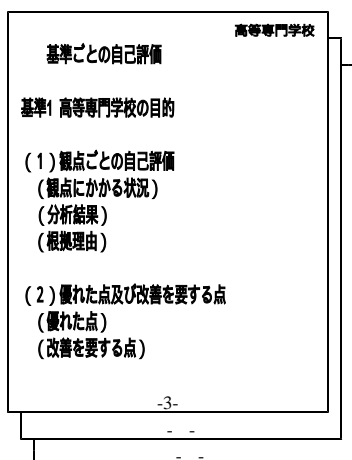 高等専門学校
基準ごとの自己評価
基準1 高等専門学校の目的
(1)観点ごとの自己評価
(観点にかかる状況)
(分析結果)
(根拠理由)
(2)優れた点及び改善を要する点
(優れた点)
(改善を要する点)
-3-
- -
- -